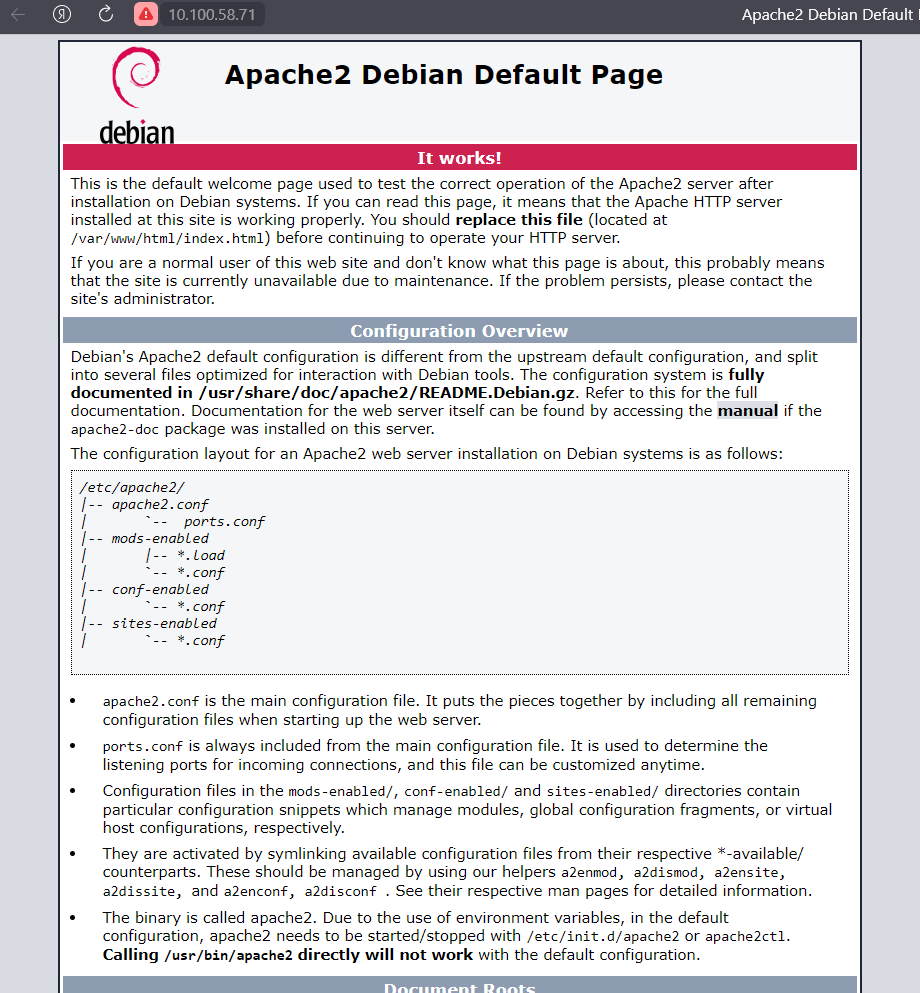 10.100.58.71
Apache2 Debian Default
debian
Apache2 Debian Default Page
It works!
This is the default welcome page used to test the correct operation of the Apache2 server after
installation on Debian systems. If you can read this page, it means that the Apache HTTP server
installed at this site is working properly. You should replace this file (located at
/var/www/html/index.html) before continuing to operate your HTTP server.
If you are a normal user of this web site and don't know what this page is about, this probably means
that the site is currently unavailable due to maintenance. If the problem persists, please contact the
site's administrator.
Configuration Overview
Debian's Apache2 default configuration is different from the upstream default configuration, and split
into several files optimized for interaction with Debian tools. The configuration system is fully
documented in /usr/share/doc/apache2/README.Debian.gz. Refer to this for the full
documentation. Documentation for the web server itself can be found by accessing the manual if the
apache2-doc package was installed on this server.
The configuration layout for an Apache2 web server installation on Debian systems is as follows:
/etc/apache2/
|-- apache2.conf
|       `--  ports.conf
|-- mods-enabled
|       |-- *.load
|       `-- *.conf
|-- conf-enabled
|       `-- *.conf
|-- sites-enabled
|       `-- *.conf
• apache2.conf is the main configuration file. It puts the pieces together by including all remaining
configuration files when starting up the web server.
• ports.conf is always included from the main configuration file. It is used to determine the
listening ports for incoming connections, and this file can be customized anytime.
• Configuration files in the mods-enabled/, conf-enabled/ and sites-enabled/ directories contain
particular configuration snippets which manage modules, global configuration fragments, or virtual
host configurations, respectively.
• They are activated by symlinking available configuration files from their respective *-available/
counterparts. These should be managed by using our helpers a2enmod, a2dismod, a2ensite,
a2dissite, and a2enconf, a2disconf . See their respective man pages for detailed information.
• The binary is called apache2. Due to the use of environment variables, in the default
configuration, apache2 needs to be started/stopped with /etc/init.d/apache2 or apache2ctl.
Calling /usr/bin/apache2 directly will not work with the default configuration.
Document Roots